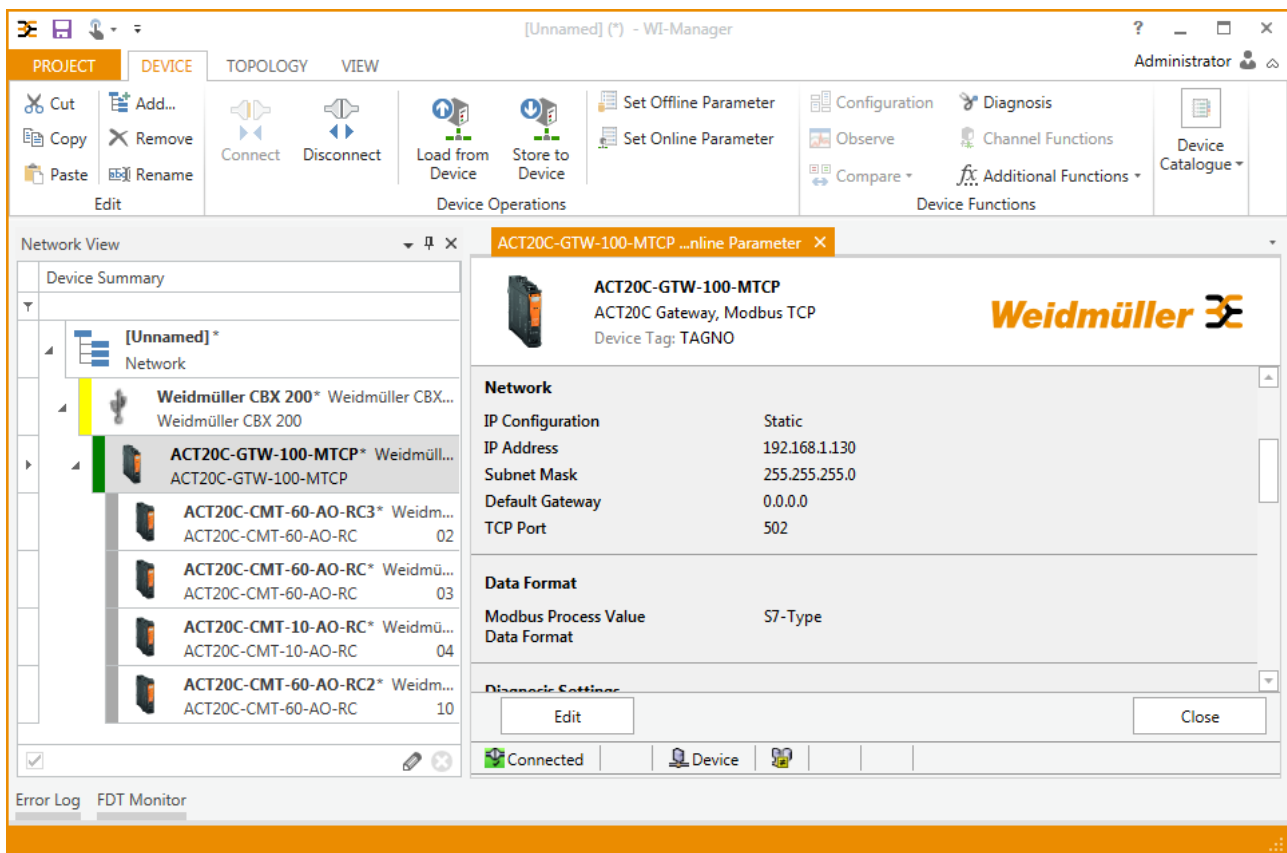 [Unnamed] (*) - WI-Manager
?
PROJECT DEVICE TOPOLOGY VIEW
Administrator
Cut
Copy
Paste
Add...
Remove
Rename
Edit
Connect
Disconnect
Load from
Device
Store to
Device
Set Offline Parameter
Set Online Parameter
Device Operations
Configuration
Observe
Compare
Diagnosis
Channel Functions
fx Additional Functions
Device Functions
Device
Catalogue
Network View
Device Summary
[Unnamed]*
Network
Weidmüller CBX 200* Weidmüller CBX...
Weidmüller CBX 200
ACT20C-GTW-100-MTCP* Weidmüll...
ACT20C-GTW-100-MTCP
ACT20C-CMT-60-AO-RC3* Weidm...
ACT20C-CMT-60-AO-RC 02
ACT20C-CMT-60-AO-RC* Weidmü...
ACT20C-CMT-60-AO-RC 03
ACT20C-CMT-10-AO-RC* Weidmü...
ACT20C-CMT-10-AO-RC 04
ACT20C-CMT-60-AO-RC2* Weidm...
ACT20C-CMT-60-AO-RC 10
ACT20C-GTW-100-MTCP ...nline Parameter
ACT20C-GTW-100-MTCP
ACT20C Gateway, Modbus TCP
Device Tag: TAGNO
Weidmüller
Network
IP Configuration Static
IP Address 192.168.1.130
Subnet Mask 255.255.255.0
Default Gateway 0.0.0.0
TCP Port 502
Data Format
Modbus Process Value S7-Type
Data Format
Diagnosis Settings
Edit
Close
Connected
Device
Error Log FDT Monitor